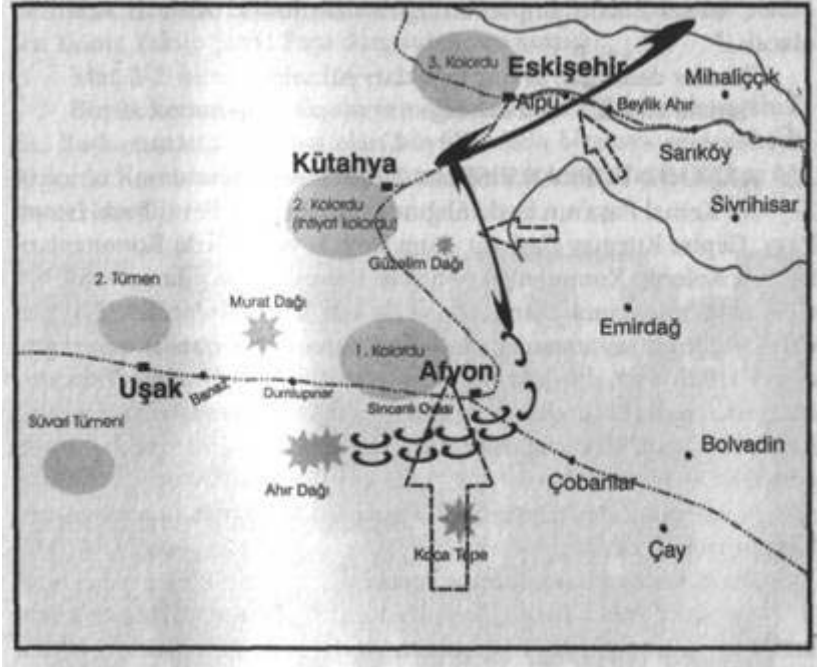 3. Kolordu
Eskişehir
Mihalıççık
Alpu
Beylik Ahır
Sarıköy
Kütahya
2. Kolordu
(İhtiyat kolordu)
Sivrihisar
Güzelim Dağı
2. Tümen
Murat Dağı
Emirdağ
1. Kolordu
Afyon
Uşak
Banaz
Dumlupınar
Sincanlı Ovası
Süvari Tümeni
Bolvadin
Ahır Dağı
Çobanlar
Koca Tepe
Çay